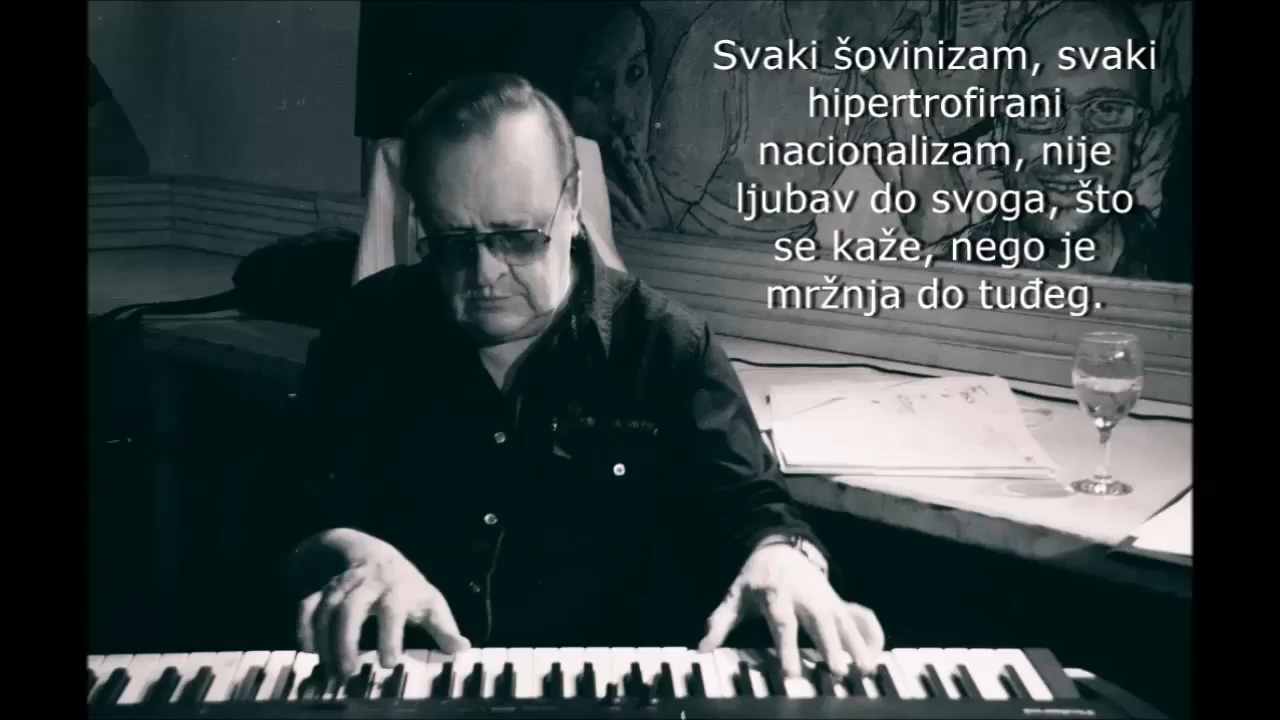 Svaki šovinizam, svaki
hipertrofirani
nacionalizam, nije
ljubav do svoga, što
se kaže, nego je
mržnja do tuđeg.